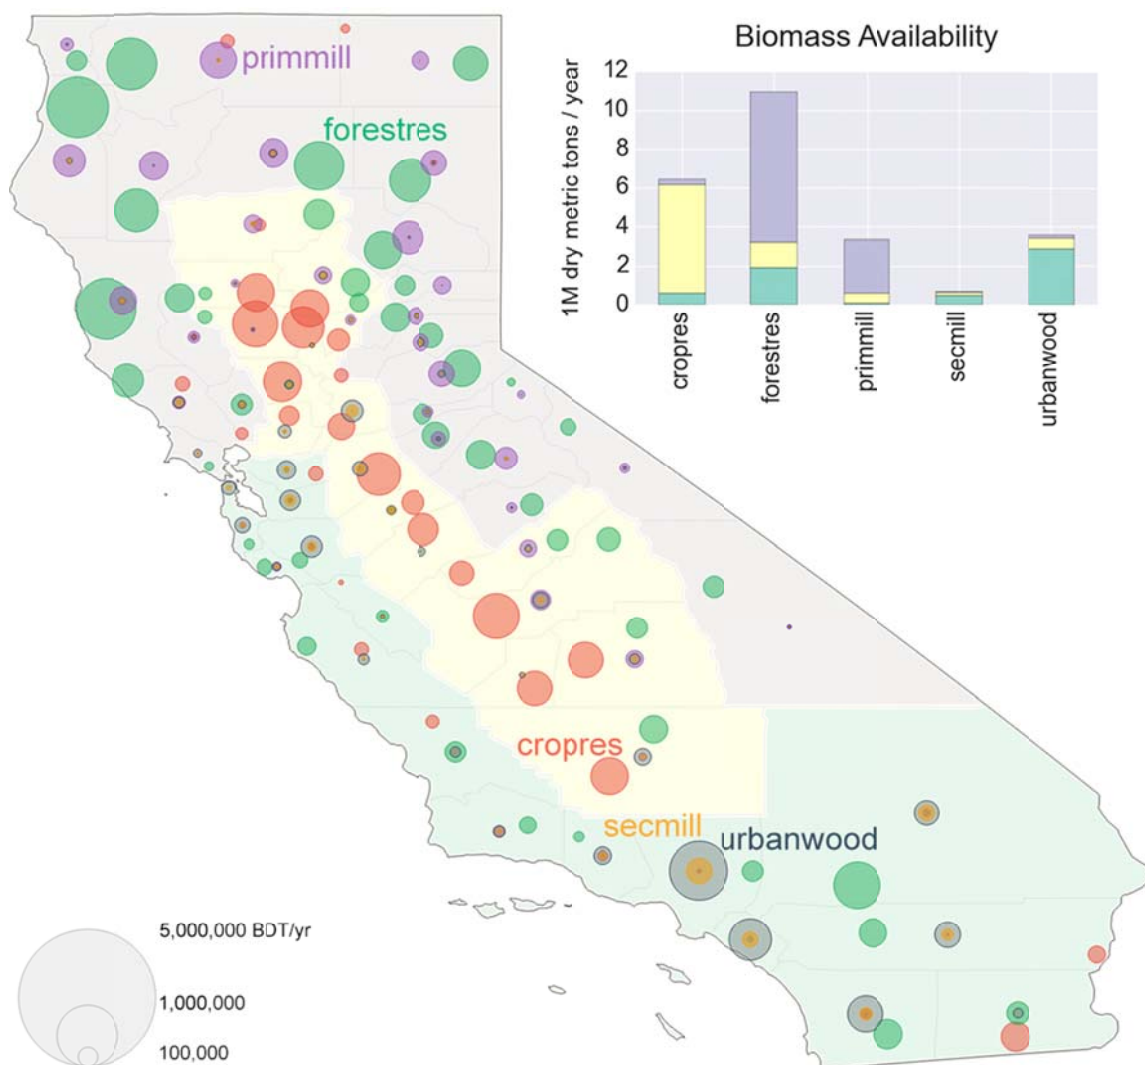 primmill
forestres
cropres
secmill
urbanwood
5,000,000 BDT/yr
1,000,000
100,000
Biomass Availability
1M dry metric tons / year
12
10
8
6
4
2
0
cropres
forestres
primmill
secmill
urbanwood